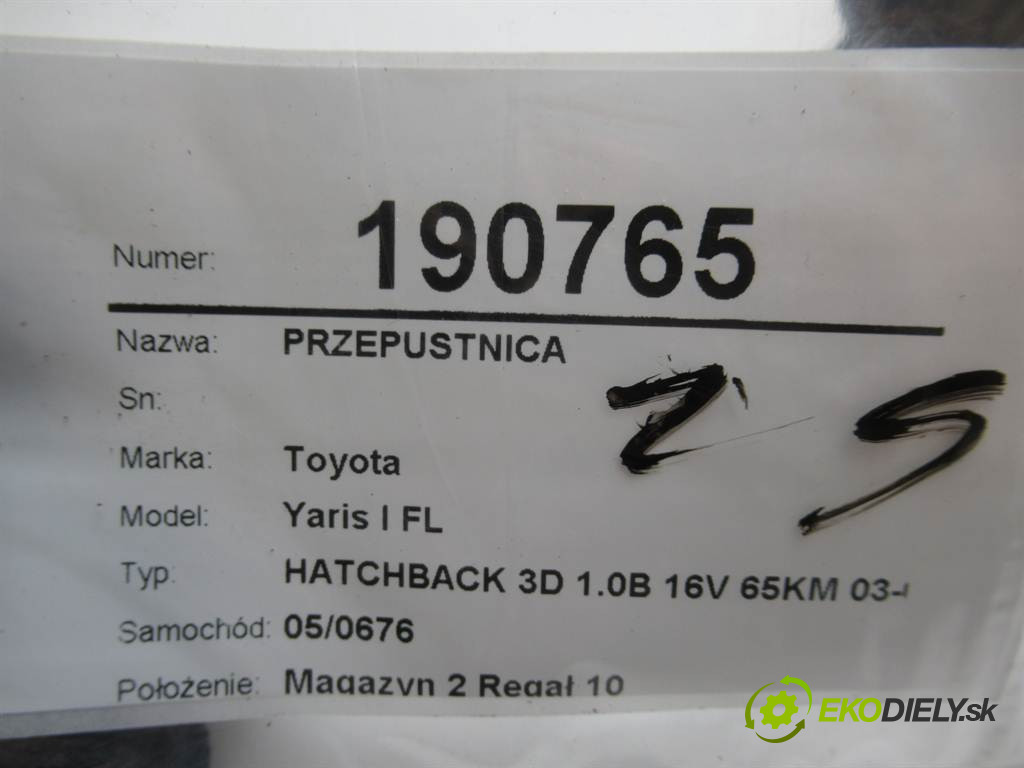 Numer: 190765
Nazwa: PRZEPUSTNICA
Sn:
Marka: Toyota
Model: Yaris I FL
Typ: HATCHBACK 3D 1.0B 16V 65KM 03-
Samochód: 05/0676
Położenie: Magazyn 2 Regał 10
Z 5
EKODIELY.sk